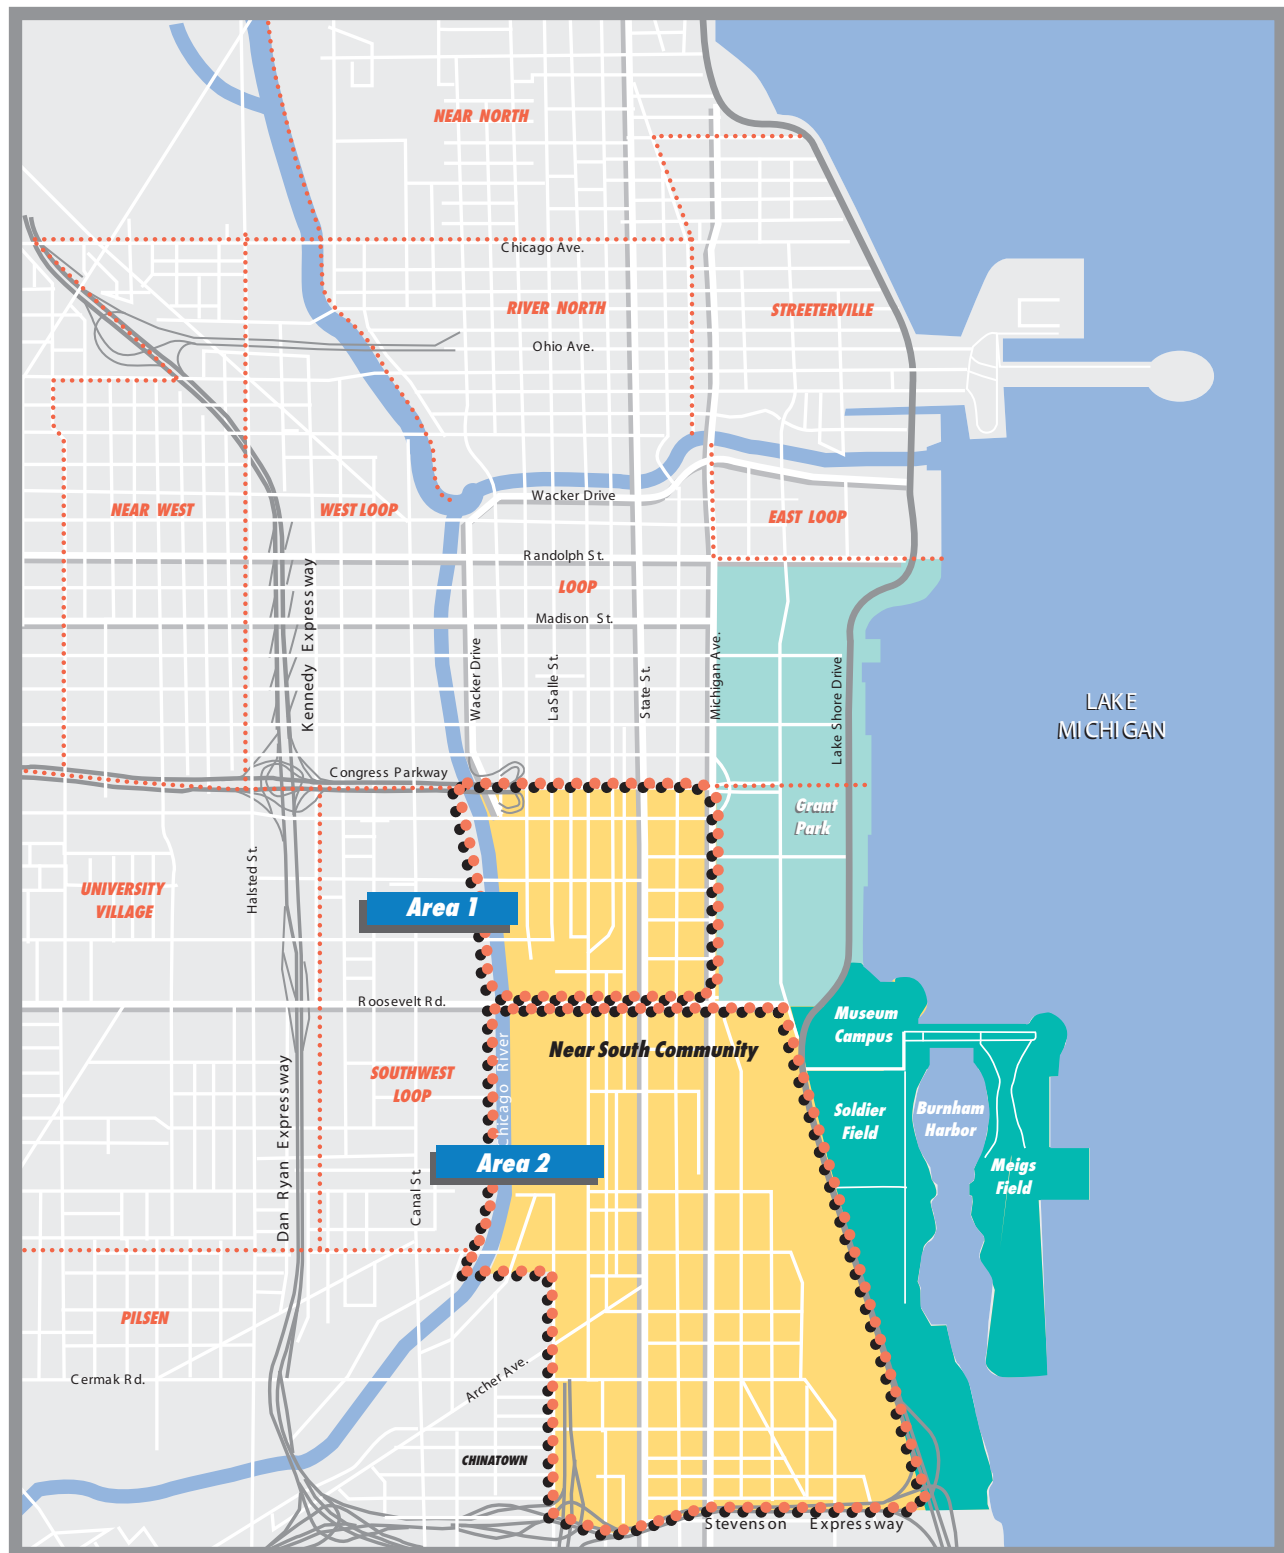 NEAR NORTH
Chicago Ave.
RIVER NORTH
STREETERVILLE
Ohio Ave.
Wacker Drive
NEAR WEST
WEST LOOP
EAST LOOP
Randolph St.
LOOP
Madison St.
Kennedy Expressway
Wacker Drive
LaSalle St.
State St.
Michigan Ave.
Lake Shore Drive
LAKE
MICHIGAN
Congress Parkway
Grant
Park
Halsted St.
UNIVERSITY
VILLAGE
Area 1
Roosevelt Rd.
Museum
Campus
Near South Community
Chicago River
SOUTHWEST
LOOP
Soldier
Field
Burnham
Harbor
Dan Ryan Expressway
Canal St.
Area 2
Meigs
Field
PILSEN
Cermak Rd.
Archer Ave.
CHINATOWN
Stevenson Expressway